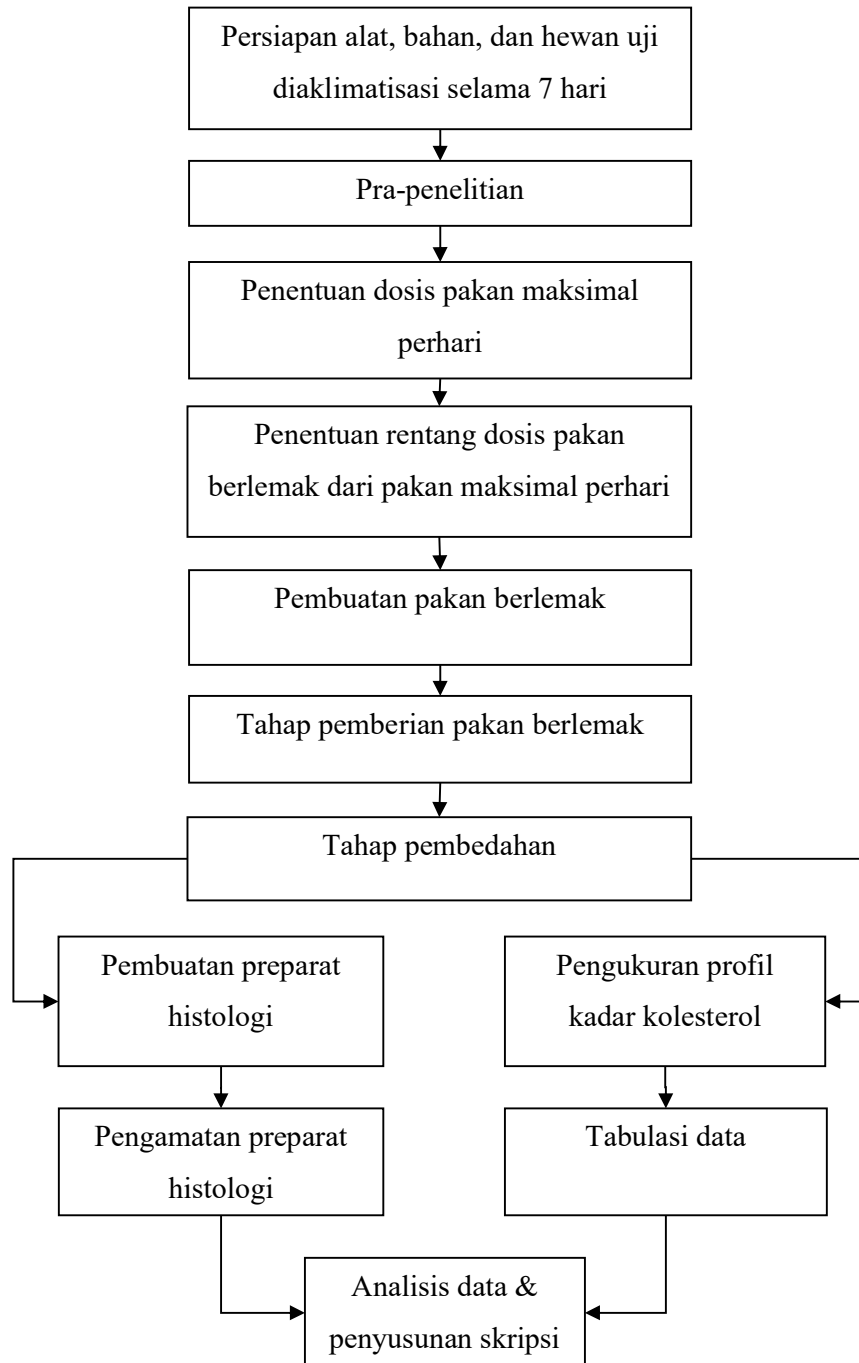 Persiapan alat, bahan, dan hewan uji
diaklimatisasi selama 7 hari
Pra-penelitian
Penentuan dosis pakan maksimal
perhari
Penentuan rentang dosis pakan
berlemak dari pakan maksimal perhari
Pembuatan pakan berlemak
Tahap pemberian pakan berlemak
Tahap pembedahan
Pembuatan preparat
histologi
Pengukuran profil
kadar kolesterol
Pengamatan preparat
histologi
Tabulasi data
Analisis data &
penyusunan skripsi